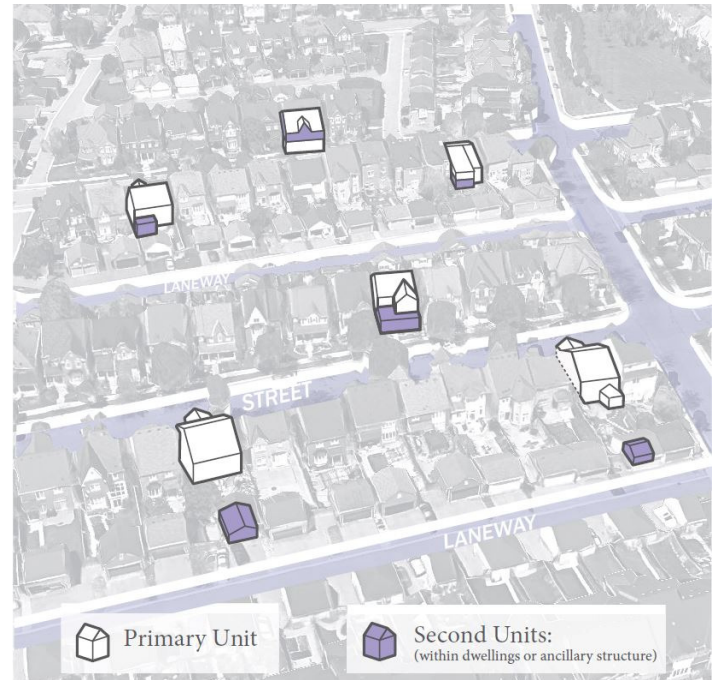 LANEWAY
STREET
LANEWAY
Primary Unit
Second Units:
(within dwellings or ancillary structure)